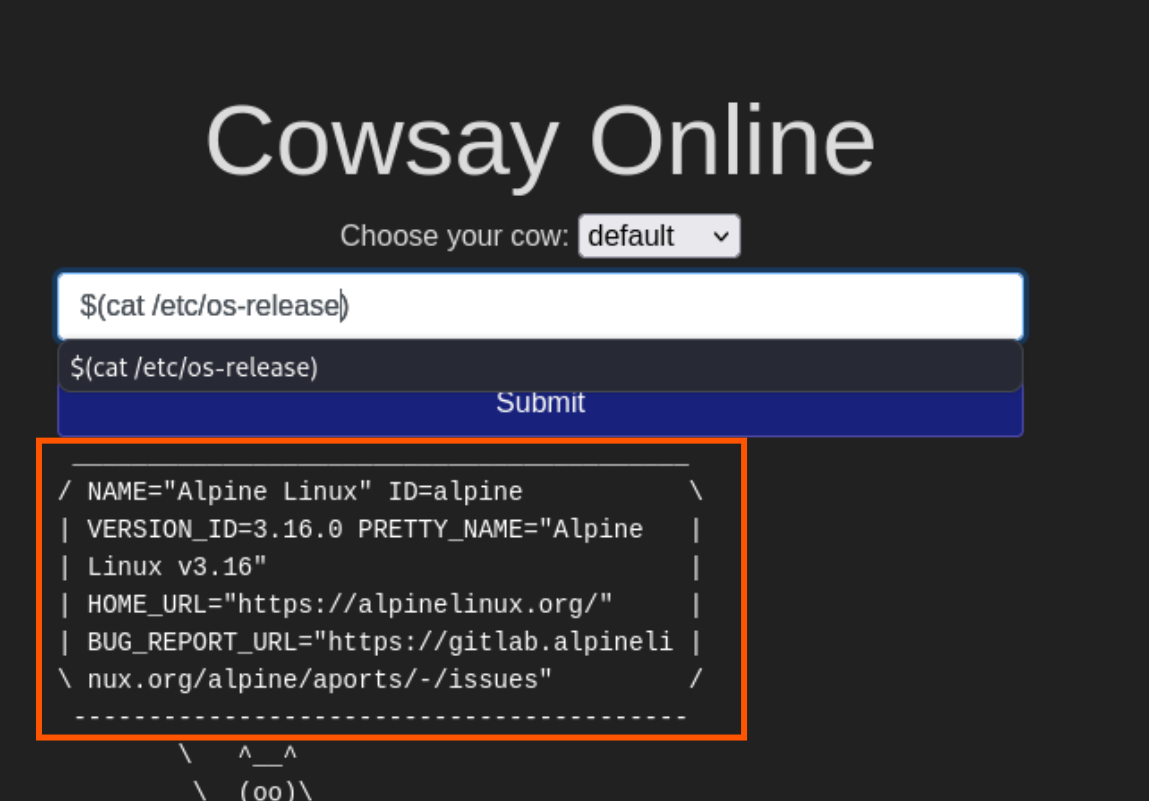 Cowsay Online
Choose your cow: default
$(cat /etc/os-release)
$(cat /etc/os-release)
Submit
 _________________________________________
/ NAME="Alpine Linux" ID=alpine           \
| VERSION_ID=3.16.0 PRETTY_NAME="Alpine   |
| Linux v3.16"                            |
| HOME_URL="https://alpinelinux.org/"     |
| BUG_REPORT_URL="https://gitlab.alpineli |
\ nux.org/alpine/aports/-/issues"         /
 -----------------------------------------
        \   ^__^
         \  (oo)\